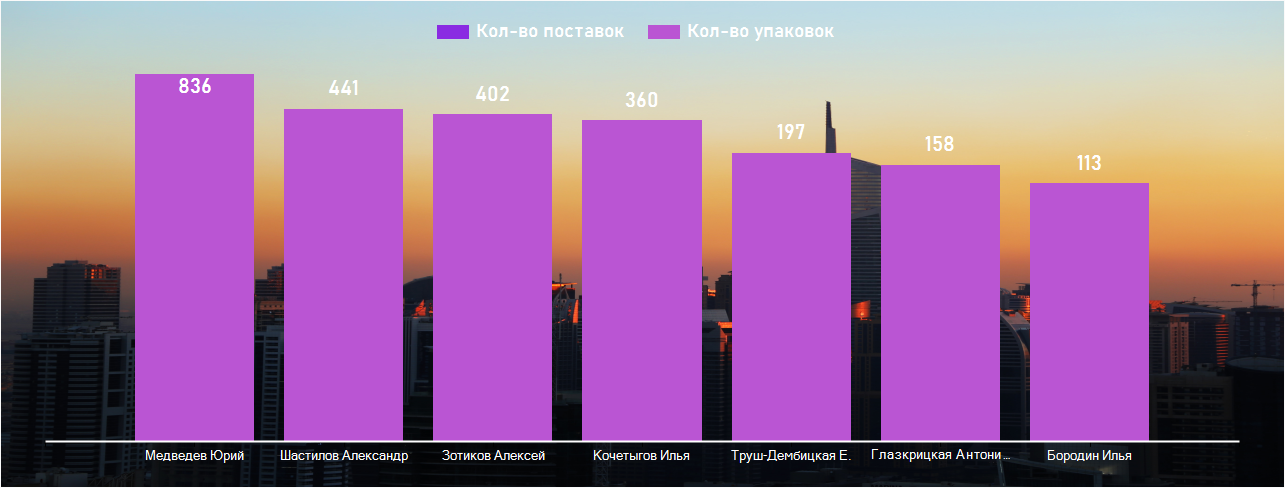 Кол-во поставок Кол-во упаковок
836 441 402 360 197 158 113
Медведев Юрий Шастилов Александр Зотиков Алексей Кочетыгов Илья Труш-Дембицкая Е. Глазкрицкая Антони... Бородин Илья